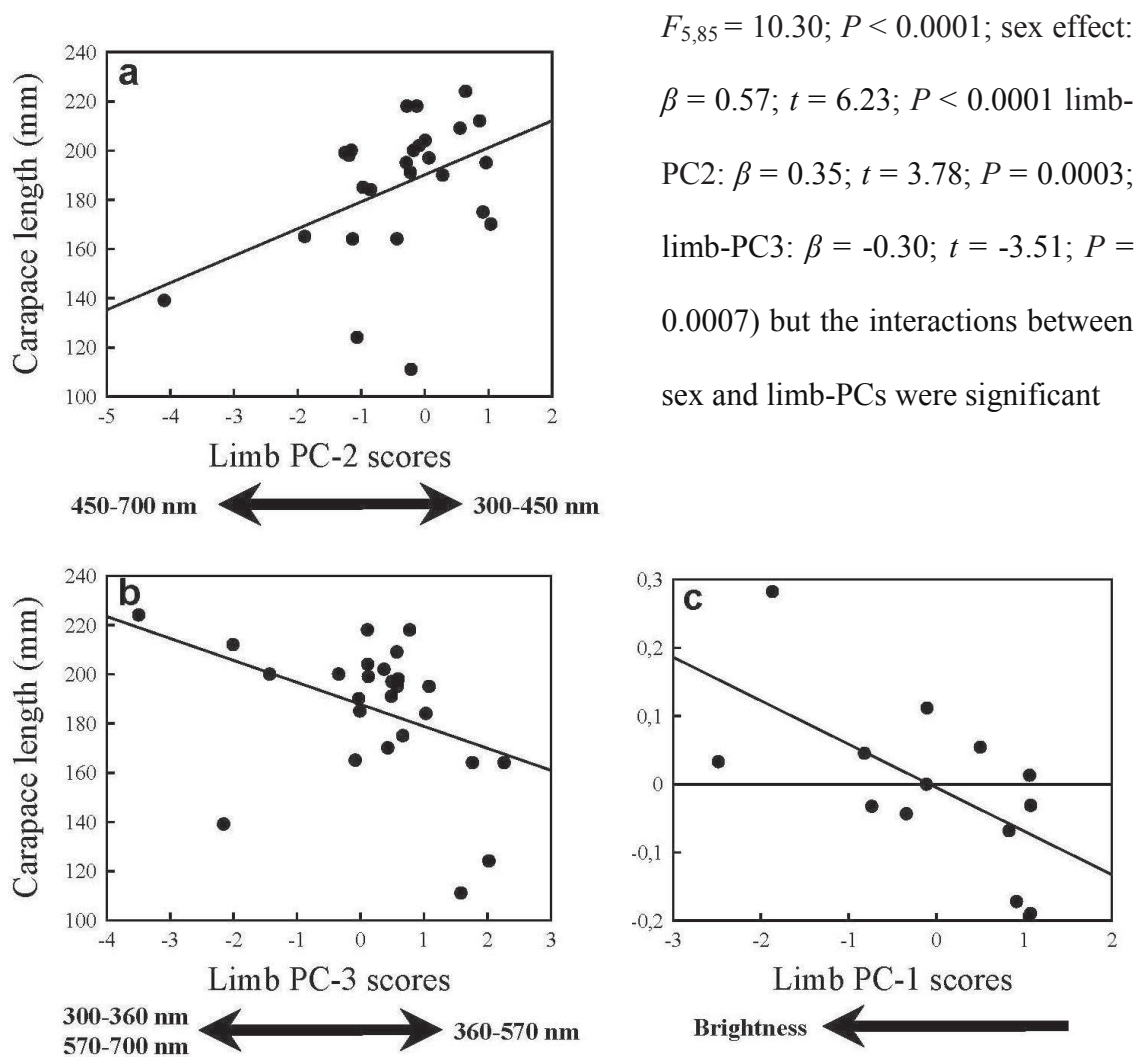 F5,85 = 10.30; P < 0.0001; sex effect:
β = 0.57; t = 6.23; P < 0.0001 limb-
PC2: β = 0.35; t = 3.78; P = 0.0003;
limb-PC3: β = -0.30; t = -3.51; P =
0.0007) but the interactions between
sex and limb-PCs were significant
a
Carapace length (mm)
240
220
200
180
160
140
120
100
-5 -4 -3 -2 -1 0 1 2
Limb PC-2 scores
450-700 nm 300-450 nm
b
Carapace length (mm)
240
220
200
180
160
140
120
100
-4 -3 -2 -1 0 1 2 3
Limb PC-3 scores
300-360 nm
570-700 nm
360-570 nm
c
0,3
0,2
0,1
0
-0,1
-0,2
-3 -2 -1 0 1 2
Limb PC-1 scores
Brightness